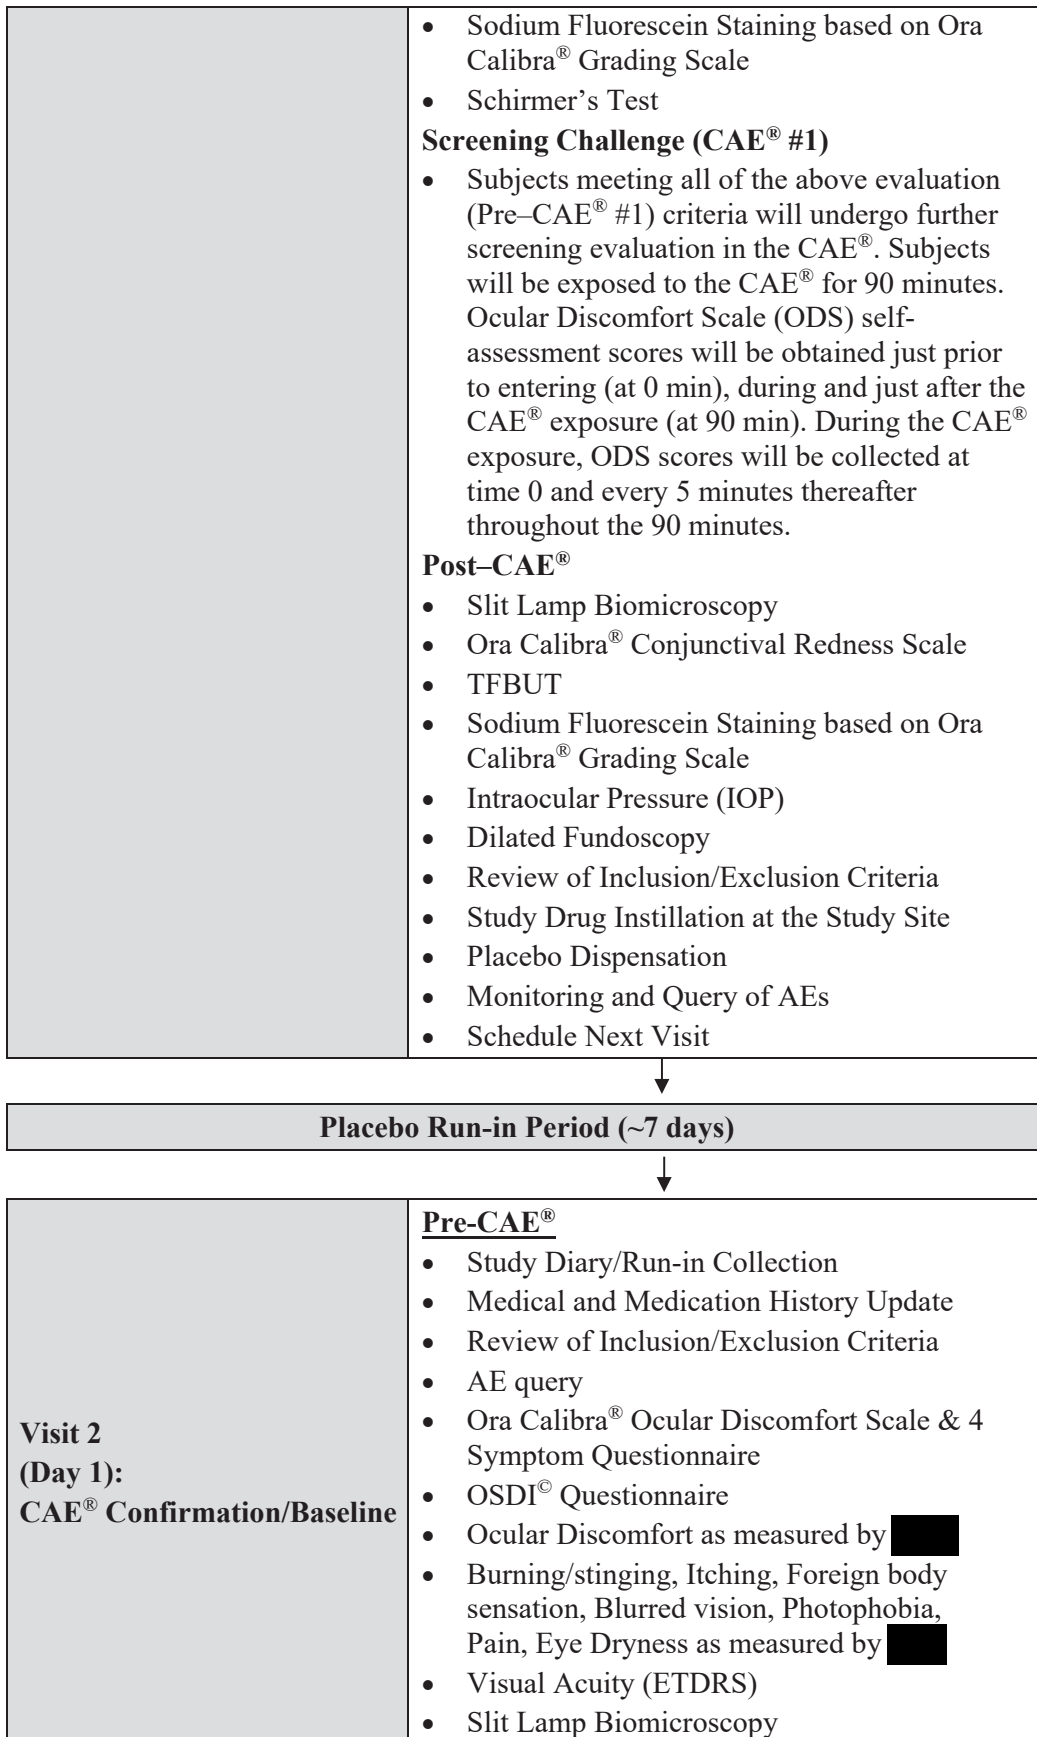 • Sodium Fluorescein Staining based on Ora
Calibra® Grading Scale
• Schirmer’s Test
Screening Challenge (CAE® #1)
• Subjects meeting all of the above evaluation
(Pre–CAE® #1) criteria will undergo further
screening evaluation in the CAE®. Subjects
will be exposed to the CAE® for 90 minutes.
Ocular Discomfort Scale (ODS) self-
assessment scores will be obtained just prior
to entering (at 0 min), during and just after the
CAE® exposure (at 90 min). During the CAE®
exposure, ODS scores will be collected at
time 0 and every 5 minutes thereafter
throughout the 90 minutes.
Post–CAE®
• Slit Lamp Biomicroscopy
• Ora Calibra® Conjunctival Redness Scale
• TFBUT
• Sodium Fluorescein Staining based on Ora
Calibra® Grading Scale
• Intraocular Pressure (IOP)
• Dilated Fundoscopy
• Review of Inclusion/Exclusion Criteria
• Study Drug Instillation at the Study Site
• Placebo Dispensation
• Monitoring and Query of AEs
• Schedule Next Visit
Placebo Run-in Period (~7 days)
Visit 2
(Day 1):
CAE® Confirmation/Baseline
Pre-CAE®
• Study Diary/Run-in Collection
• Medical and Medication History Update
• Review of Inclusion/Exclusion Criteria
• AE query
• Ora Calibra® Ocular Discomfort Scale & 4
Symptom Questionnaire
• OSDI© Questionnaire
• Ocular Discomfort as measured by
• Burning/stinging, Itching, Foreign body
sensation, Blurred vision, Photophobia,
Pain, Eye Dryness as measured by
• Visual Acuity (ETDRS)
• Slit Lamp Biomicroscopy